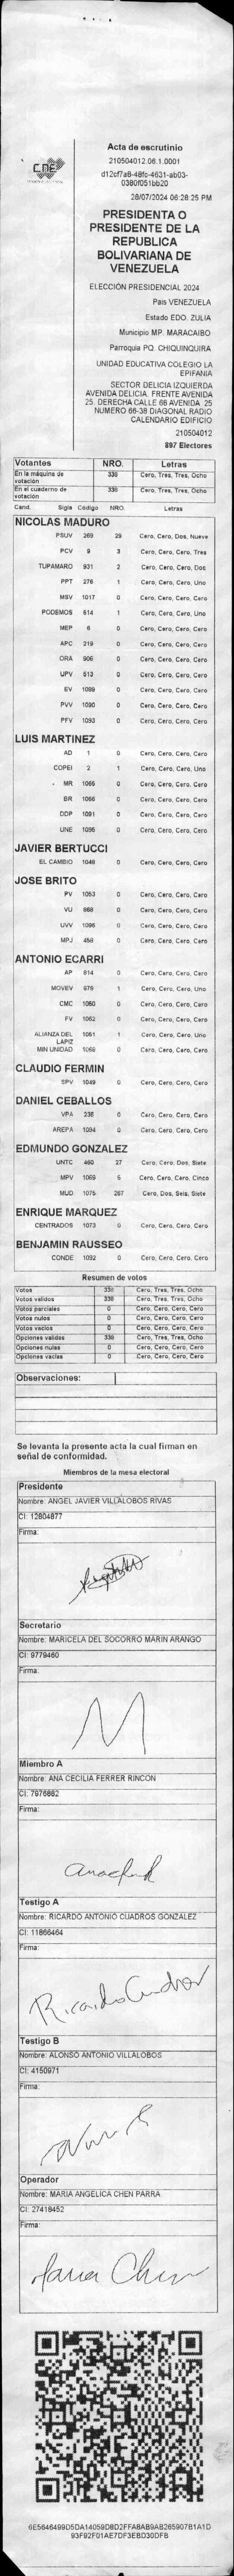 CNE
Acta de escrutinio
210504012.06.1.0001
d12cf7a8-48fc-4631-ab03-
0380f051bb20
28/07/2024 06:28:25 PM
PRESIDENTA O
PRESIDENTE DE LA
REPUBLICA
BOLIVARIANA DE
VENEZUELA
ELECCIÓN PRESIDENCIAL 2024
Pais VENEZUELA
Estado EDO. ZULIA
Municipio MP. MARACAIBO
Parroquia PQ. CHIQUINQUIRA
UNIDAD EDUCATIVA COLEGIO LA
EPIFANIA
SECTOR DELICIA IZQUIERDA
AVENIDA DELICIA. FRENTE AVENIDA
25. DERECHA CALLE 66 AVENIDA 25
NUMERO 66-38 DIAGONAL RADIO
CALENDARIO EDIFICIO
210504012
897 Electores
Votantes NRO. Letras
En la máquina de votación 338 Cero, Tres, Tres, Ocho
En el cuaderno de votación 338 Cero, Tres, Tres, Ocho
Cand. Sigla Código NRO. Letras
NICOLAS MADURO
PSUV 269 29 Cero, Cero, Dos, Nueve
PCV 9 3 Cero, Cero, Cero, Tres
TUPAMARO 931 2 Cero, Cero, Cero, Dos
PPT 276 1 Cero, Cero, Cero, Uno
MSV 1017 0 Cero, Cero, Cero, Cero
PODEMOS 514 1 Cero, Cero, Cero, Uno
MEP 6 0 Cero, Cero, Cero, Cero
APC 219 0 Cero, Cero, Cero, Cero
ORA 906 0 Cero, Cero, Cero, Cero
UPV 513 0 Cero, Cero, Cero, Cero
EV 1089 0 Cero, Cero, Cero, Cero
PVV 1090 0 Cero, Cero, Cero, Cero
PFV 1093 0 Cero, Cero, Cero, Cero
LUIS MARTINEZ
AD 1 0 Cero, Cero, Cero, Cero
COPEI 2 1 Cero, Cero, Cero, Uno
MR 1055 0 Cero, Cero, Cero, Cero
BR 1066 0 Cero, Cero, Cero, Cero
DDP 1091 0 Cero, Cero, Cero, Cero
UNE 1095 0 Cero, Cero, Cero, Cero
JAVIER BERTUCCI
EL CAMBIO 1048 0 Cero, Cero, Cero, Cero
JOSE BRITO
PV 1053 0 Cero, Cero, Cero, Cero
VU 868 0 Cero, Cero, Cero, Cero
UVV 1096 0 Cero, Cero, Cero, Cero
MPJ 458 0 Cero, Cero, Cero, Cero
ANTONIO ECARRI
AP 814 0 Cero, Cero, Cero, Cero
MOVEV 679 1 Cero, Cero, Cero, Uno
CMC 1050 0 Cero, Cero, Cero, Cero
FV 1062 0 Cero, Cero, Cero, Cero
ALIANZA DEL LAPIZ 1051 1 Cero, Cero, Cero, Uno
MIN UNIDAD 1068 0 Cero, Cero, Cero, Cero
CLAUDIO FERMIN
SPV 1049 0 Cero, Cero, Cero, Cero
DANIEL CEBALLOS
VPA 236 0 Cero, Cero, Cero, Cero
AREPA 1094 0 Cero, Cero, Cero, Cero
EDMUNDO GONZALEZ
UNTC 460 27 Cero, Cero, Dos, Siete
MPV 1069 5 Cero, Cero, Cero, Cinco
MUD 1075 267 Cero, Dos, Seis, Siete
ENRIQUE MARQUEZ
CENTRADOS 1073 0 Cero, Cero, Cero, Cero
BENJAMIN RAUSSEO
CONDE 1092 0 Cero, Cero, Cero, Cero
Resumen de votos
Votos 338 Cero, Tres, Tres, Ocho
Votos validos 338 Cero, Tres, Tres, Ocho
Votos parciales 0 Cero, Cero, Cero, Cero
Votos nulos 0 Cero, Cero, Cero, Cero
Votos vacios 0 Cero, Cero, Cero, Cero
Opciones validas 338 Cero, Tres, Tres, Ocho
Opciones nulas 0 Cero, Cero, Cero, Cero
Opciones vacias 0 Cero, Cero, Cero, Cero
Observaciones:
Se levanta la presente acta la cual firman en
señal de conformidad.
Miembros de la mesa electoral
Presidente
Nombre: ANGEL JAVIER VILLALOBOS RIVAS
CI: 12804877
Firma:
Secretario
Nombre: MARICELA DEL SOCORRO MARIN ARANGO
CI: 9779460
Firma:
M
Miembro A
Nombre: ANA CECILIA FERRER RINCON
CI: 7976882
Firma:
Testigo A
Nombre: RICARDO ANTONIO CUADROS GONZALEZ
CI: 11866464
Firma:
Ricardo Cuadros
Testigo B
Nombre: ALONSO ANTONIO VILLALOBOS
CI: 4150971
Firma:
Operador
Nombre: MARIA ANGELICA CHEN PARRA
CI: 27418452
Firma:
Maria Chen
6E5646499D5DA14059D8D2FFA8AB9AB265907B1A1D
93F92F01AE7DF3EBD30DFB